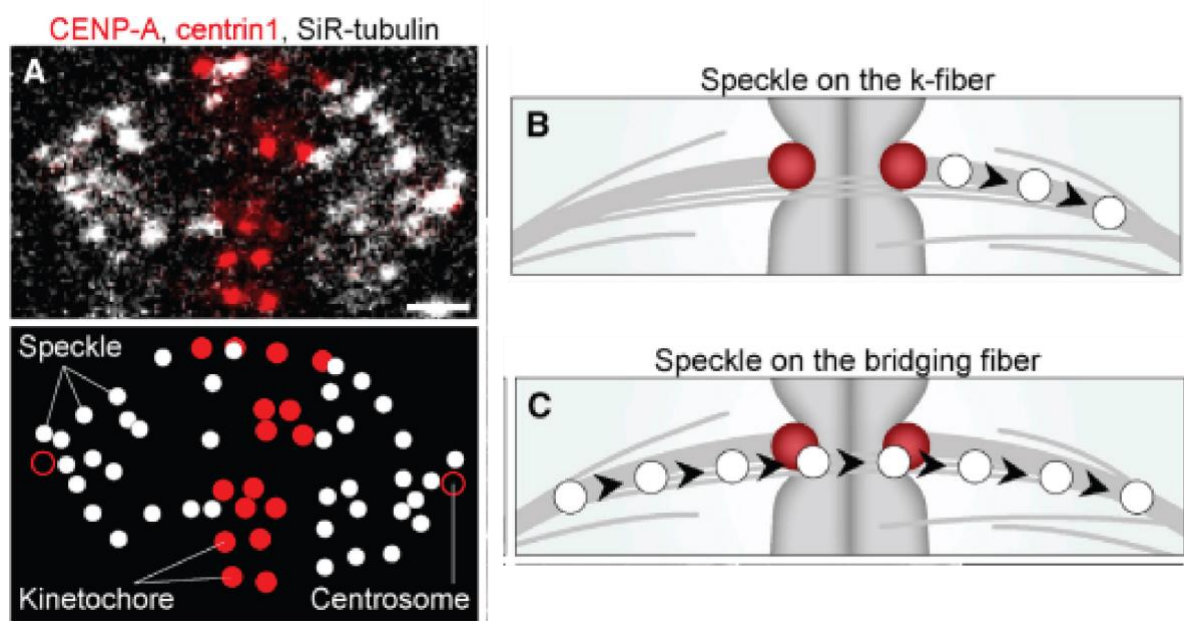 CENP-A, centrin1, SiR-tubulin
A
Speckle
Kinetochore
Centrosome
Speckle on the k-fiber
B
Speckle on the bridging fiber
C